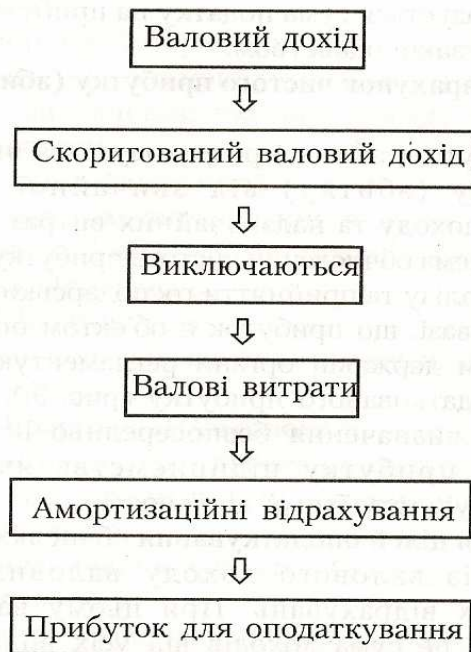 Валовий дохід
Скоригований валовий дохід
Виключаються
Валові витрати
Амортизаційні відрахування
Прибуток для оподаткування